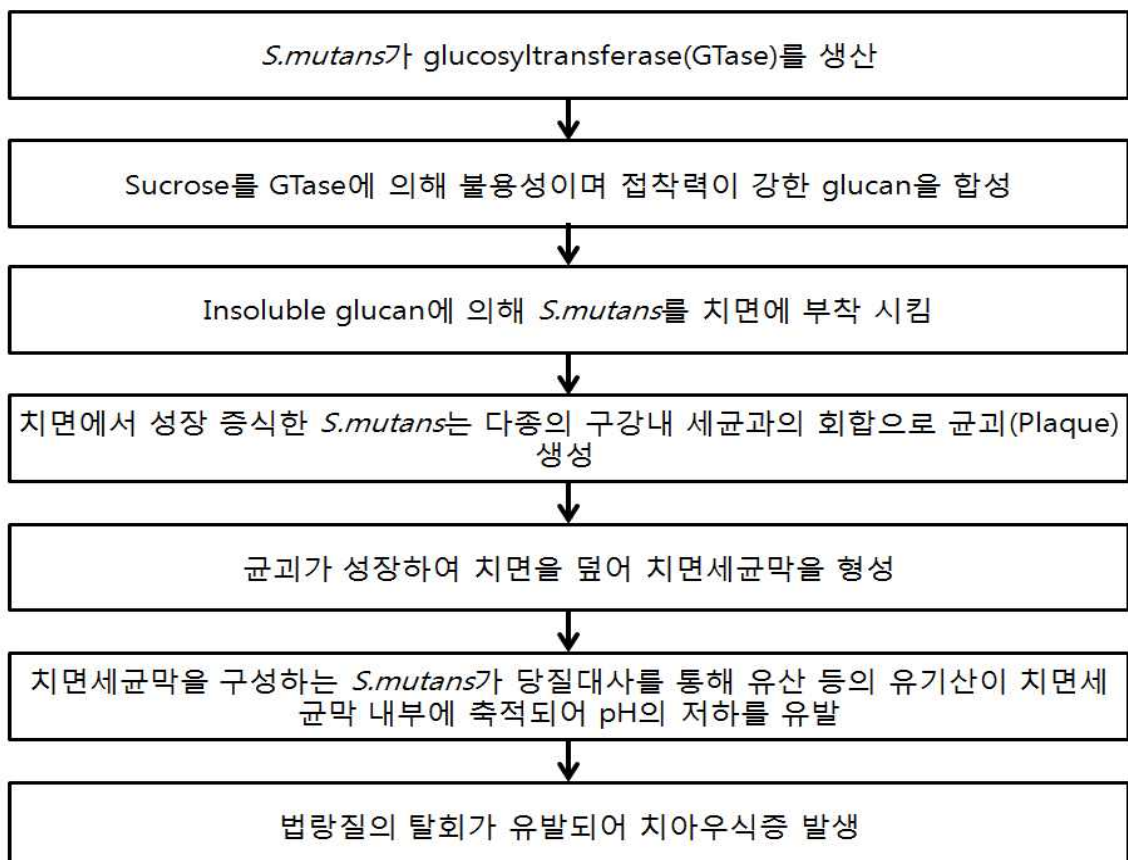 S.mutans가 glucosyltransferase(GTase)를 생산
Sucrose를 GTase에 의해 불용성이며 접착력이 강한 glucan을 합성
Insoluble glucan에 의해 S.mutans를 치면에 부착 시킴
치면에서 성장 증식한 S.mutans는 다종의 구강내 세균과의 회합으로 균괴(Plaque)
생성
균괴가 성장하여 치면을 덮어 치면세균막을 형성
치면세균막을 구성하는 S.mutans가 당질대사를 통해 유산 등의 유기산이 치면세
균막 내부에 축적되어 pH의 저하를 유발
법랑질의 탈회가 유발되어 치아우식증 발생